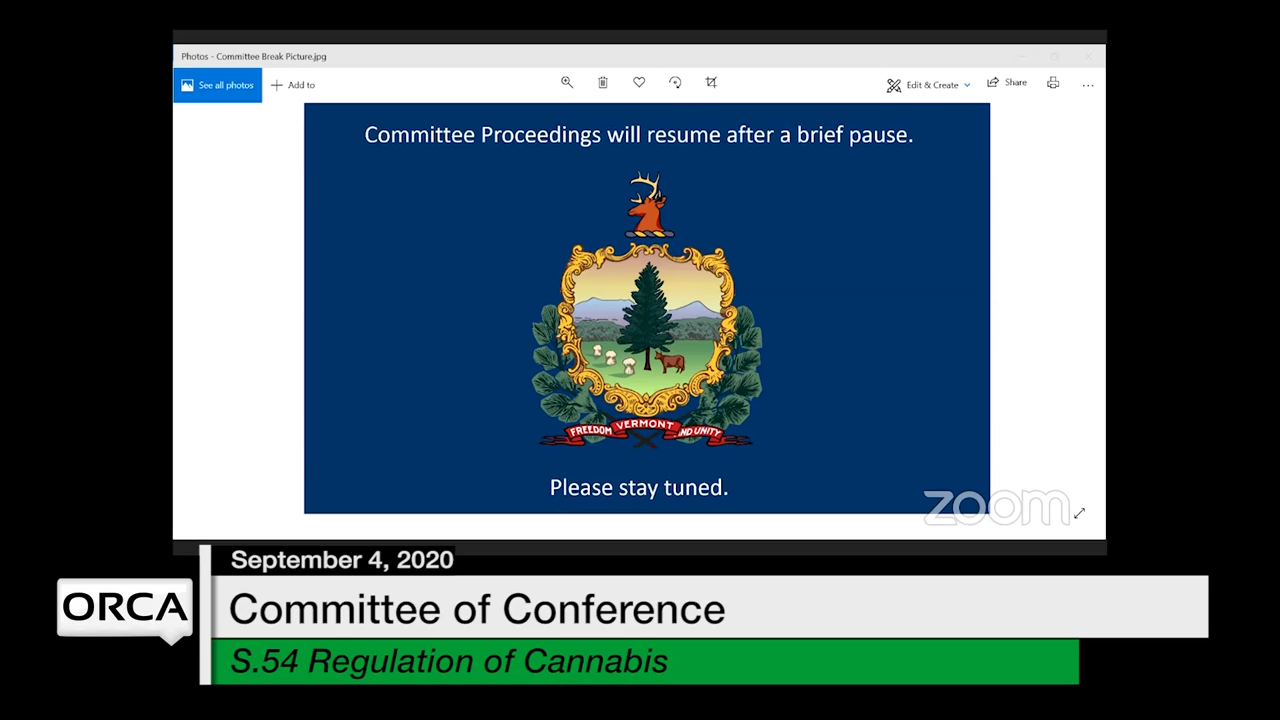 Photos - Committee Break Picture.jpg
See all photos
Add to
Edit & Create
Share
Committee Proceedings will resume after a brief pause.
FREEDOM VERMONT AND UNITY
Please stay tuned.
zoom
September 4, 2020
ORCA
Committee of Conference
S.54 Regulation of Cannabis